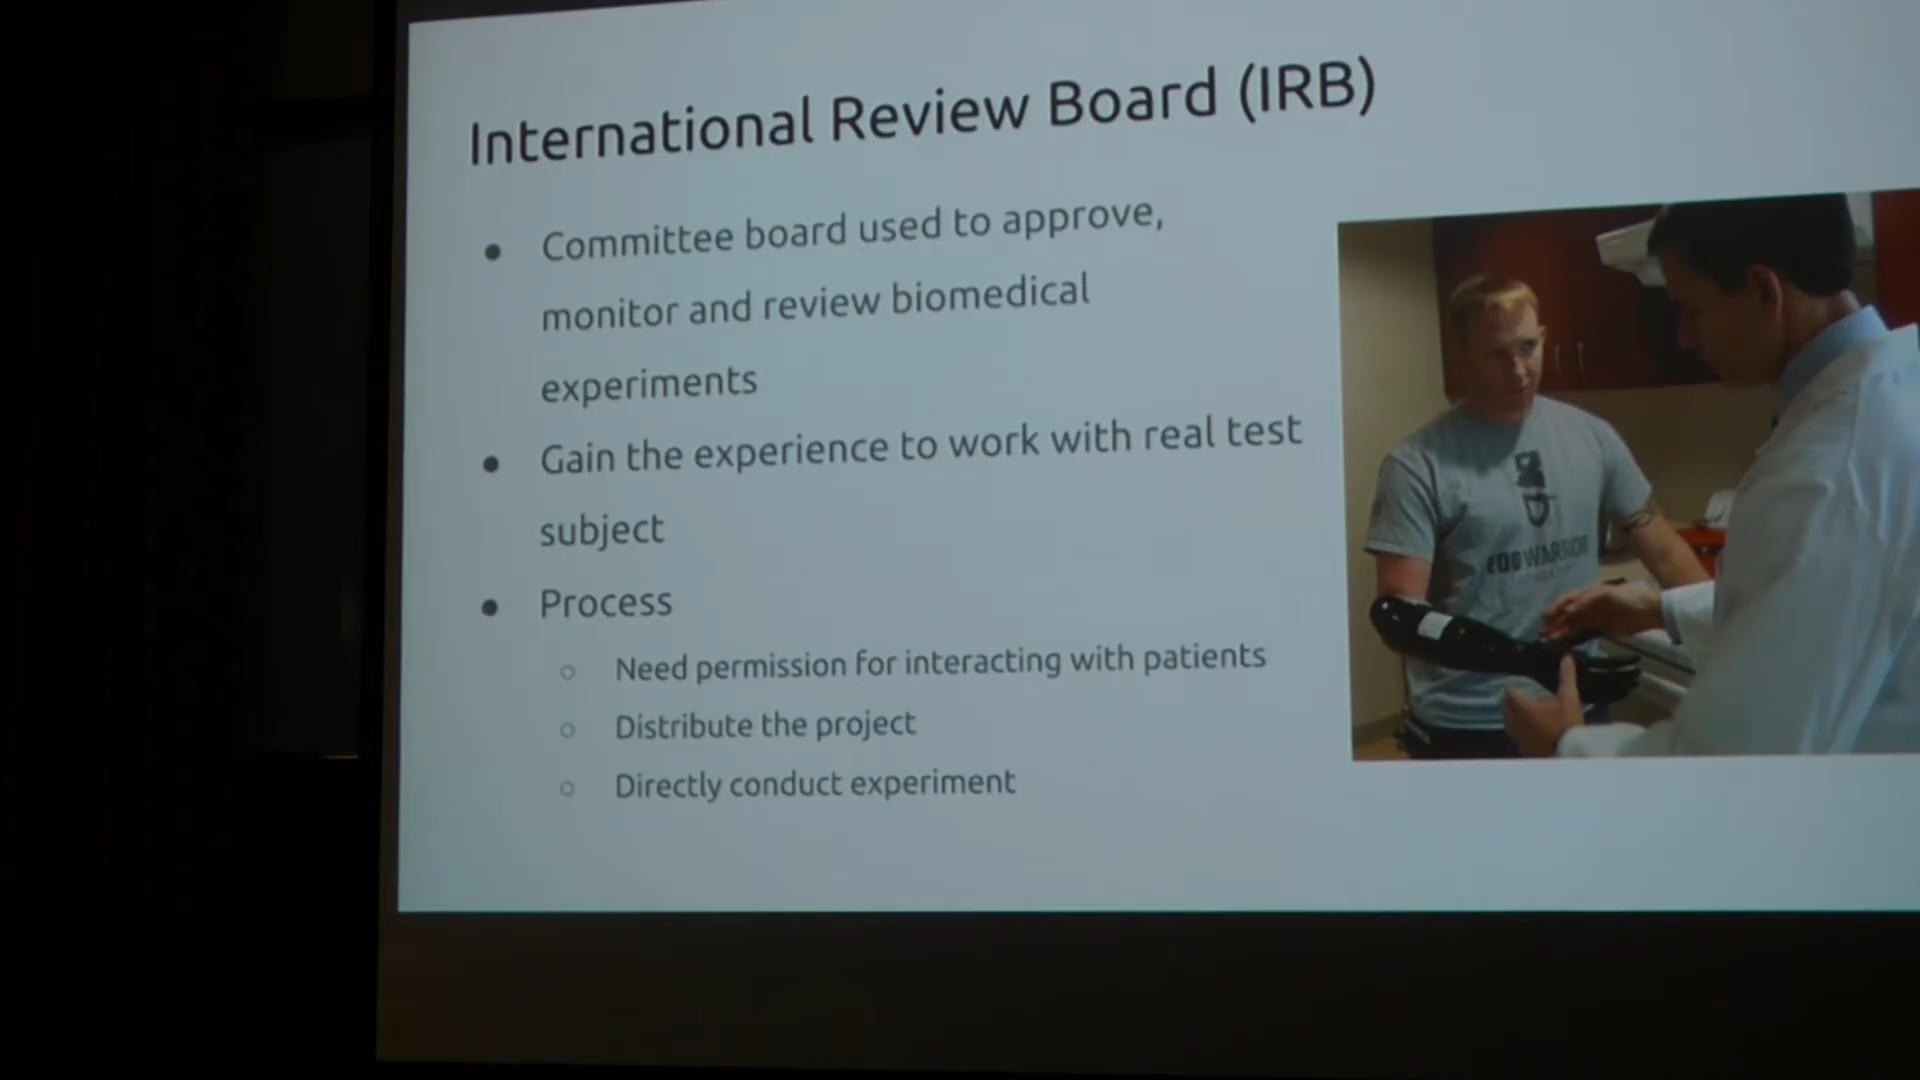 International Review Board (IRB)
Committee board used to approve,
monitor and review biomedical
experiments
Gain the experience to work with real test
subject
Process
Need permission for interacting with patients
Distribute the project
Directly conduct experiment
WARRIOR